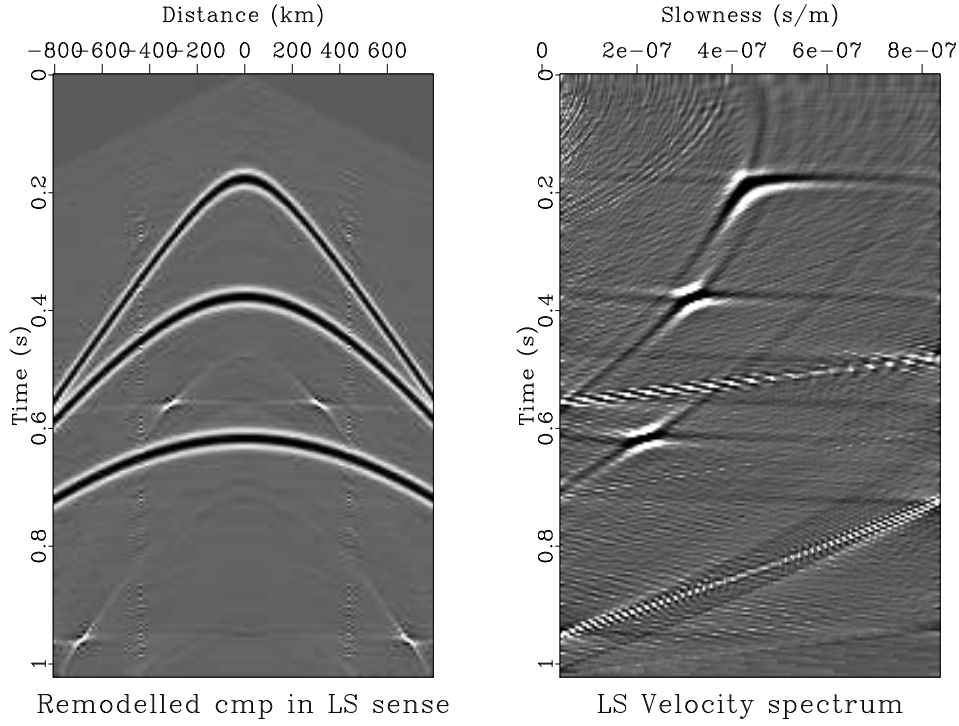 Distance (km)
−800 −600 −400 −200 0 200 400 600
0
0.2
0.4
0.6
0.8
1
Time (s)
Remodelled cmp in LS sense
Slowness (s/m)
0 2e−07 4e−07 6e−07 8e−07
0
0.2
0.4
0.6
0.8
1
Time (s)
LS Velocity spectrum